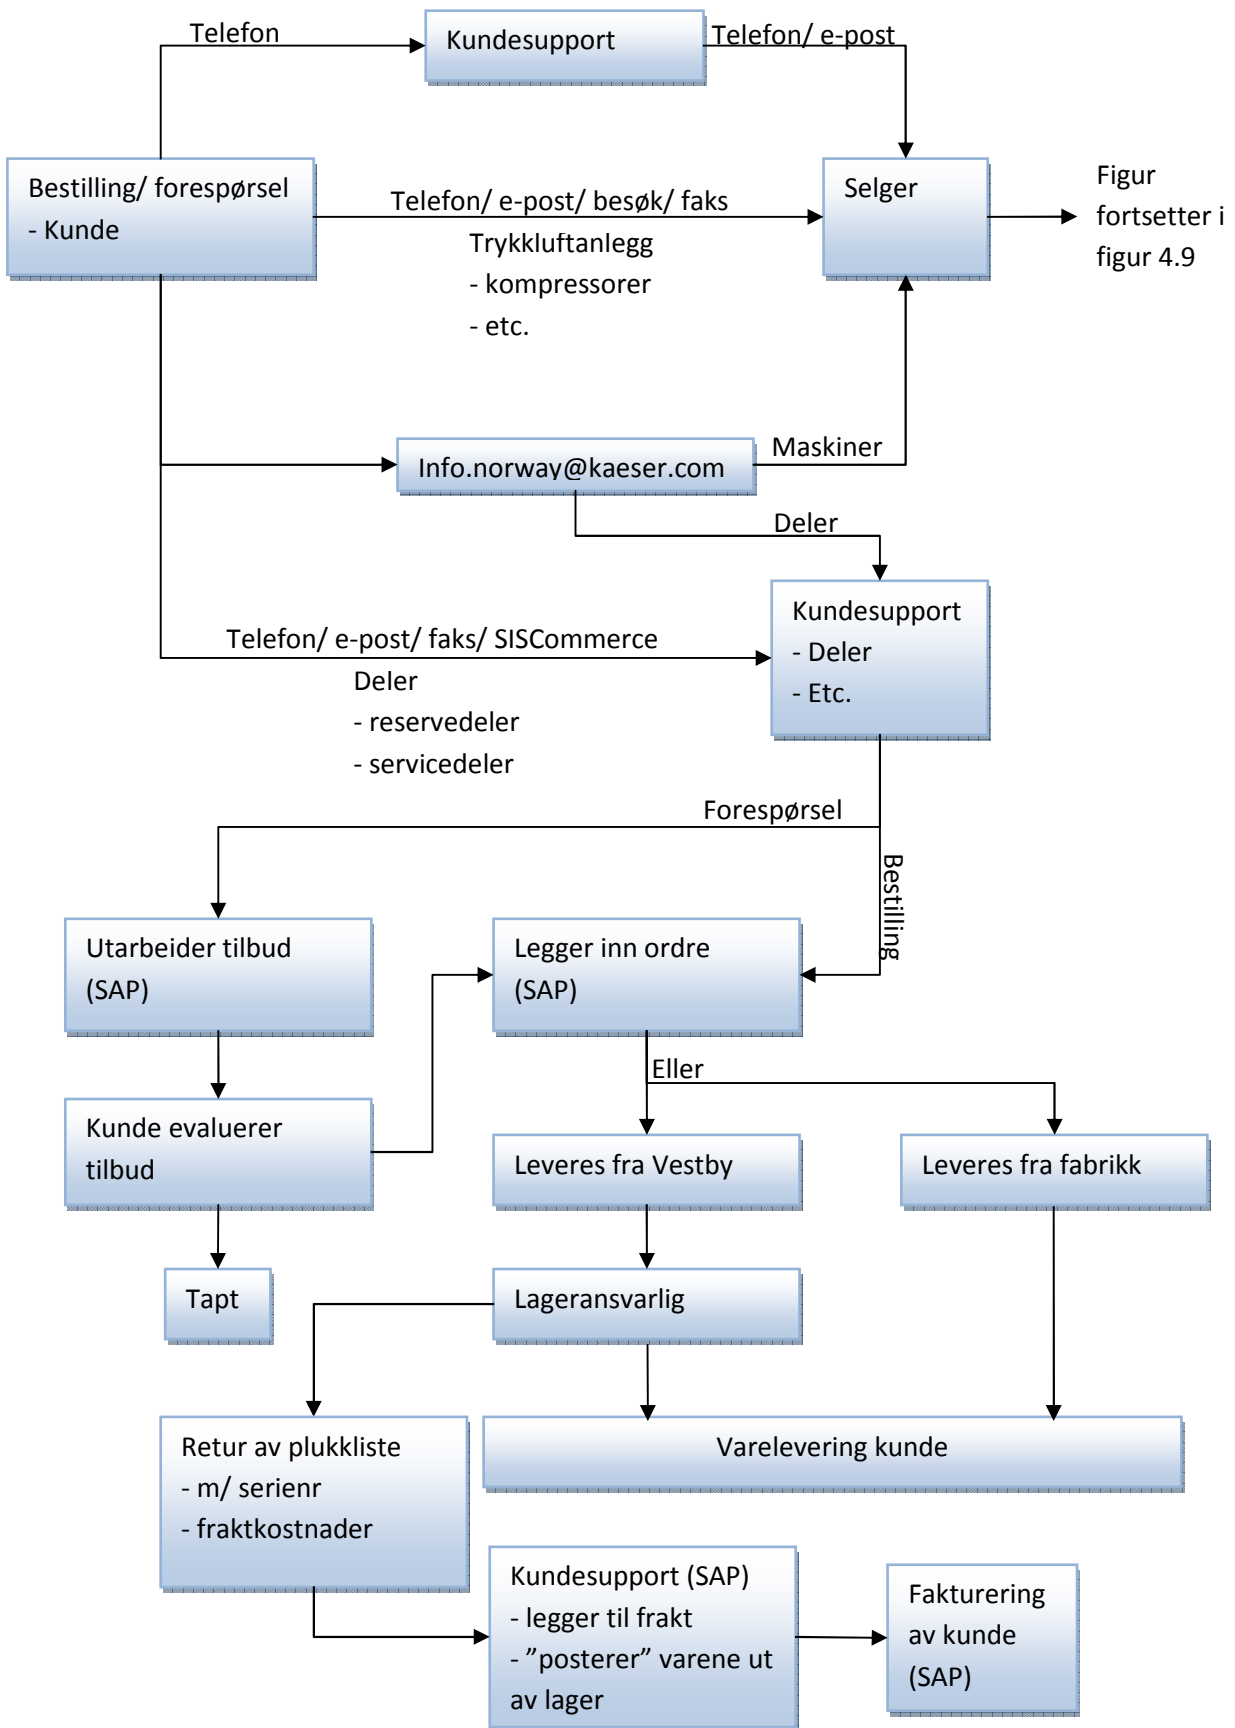 Telefon
Kundesupport
Telefon/ e-post
Bestilling/ forespørsel
- Kunde
Telefon/ e-post/ besøk/ faks
Trykkluftanlegg
- kompressorer
- etc.
Selger
Figur
fortsetter i
figur 4.9
Info.norway@kaeser.com
Maskiner
Deler
Kundesupport
- Deler
- Etc.
Telefon/ e-post/ faks/ SISCommerce
Deler
- reservedeler
- servicedeler
Forespørsel
Bestilling
Utarbeider tilbud
(SAP)
Legger inn ordre
(SAP)
Eller
Kunde evaluerer
tilbud
Leveres fra Vestby
Leveres fra fabrikk
Tapt
Lageransvarlig
Retur av plukkliste
- m/ serienr
- fraktkostnader
Varelevering kunde
Kundesupport (SAP)
- legger til frakt
- ”posterer” varene ut
av lager
Fakturering
av kunde
(SAP)